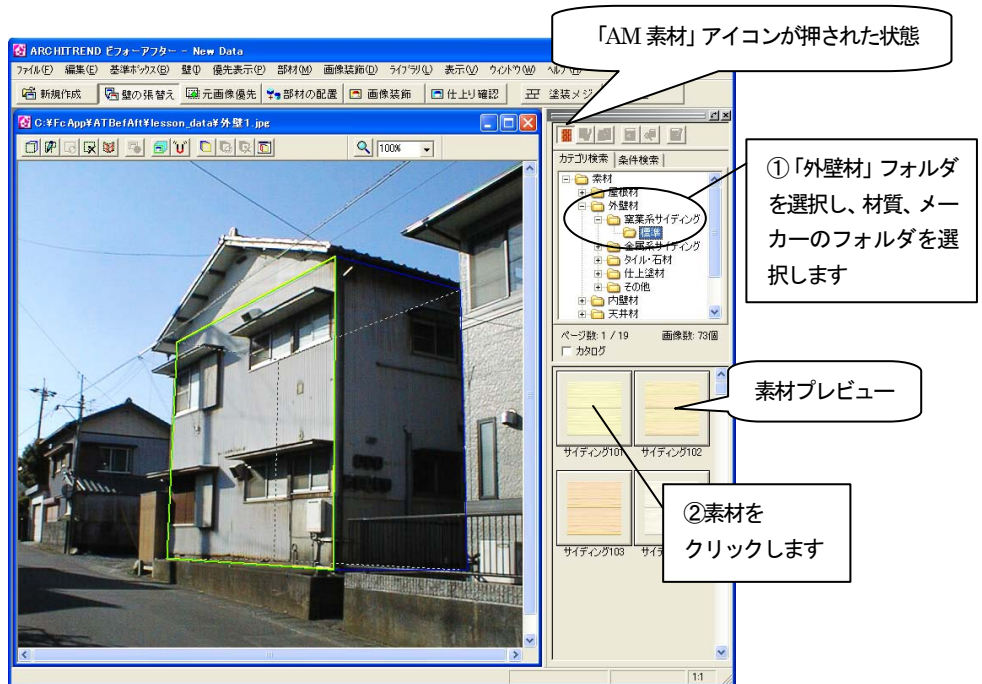 「AM 素材」アイコンが押された状態
ARCHITREND ビフォーアフター - New Data
ファイル(F) 編集(E) 基準ボックス(B) 壁(I) 優先表示(P) 部材(M) 画像装飾(D) ライブラリ(L) 表示(V) ウィンドウ(W)
新規作成 壁の張替え 元画像優先 部材の配置 画像装飾 仕上り確認 塗装メジ
C:¥FcApp¥ATBefAft¥lesson_data¥外壁1.jpg
100%
カテゴリ検索 条件検索
素材
屋根材
外壁材
窯業系サイディング
標準
金属系サイディング
タイル・石材
仕上塗材
その他
内壁材
天井材
①「外壁材」フォルダ
を選択し、材質、メー
カーのフォルダを選
択します
ページ数: 1 / 19 画像数: 73個
カタログ
素材プレビュー
サイディング101 サイディング102
②素材を
クリックします
サイディング103
1:1